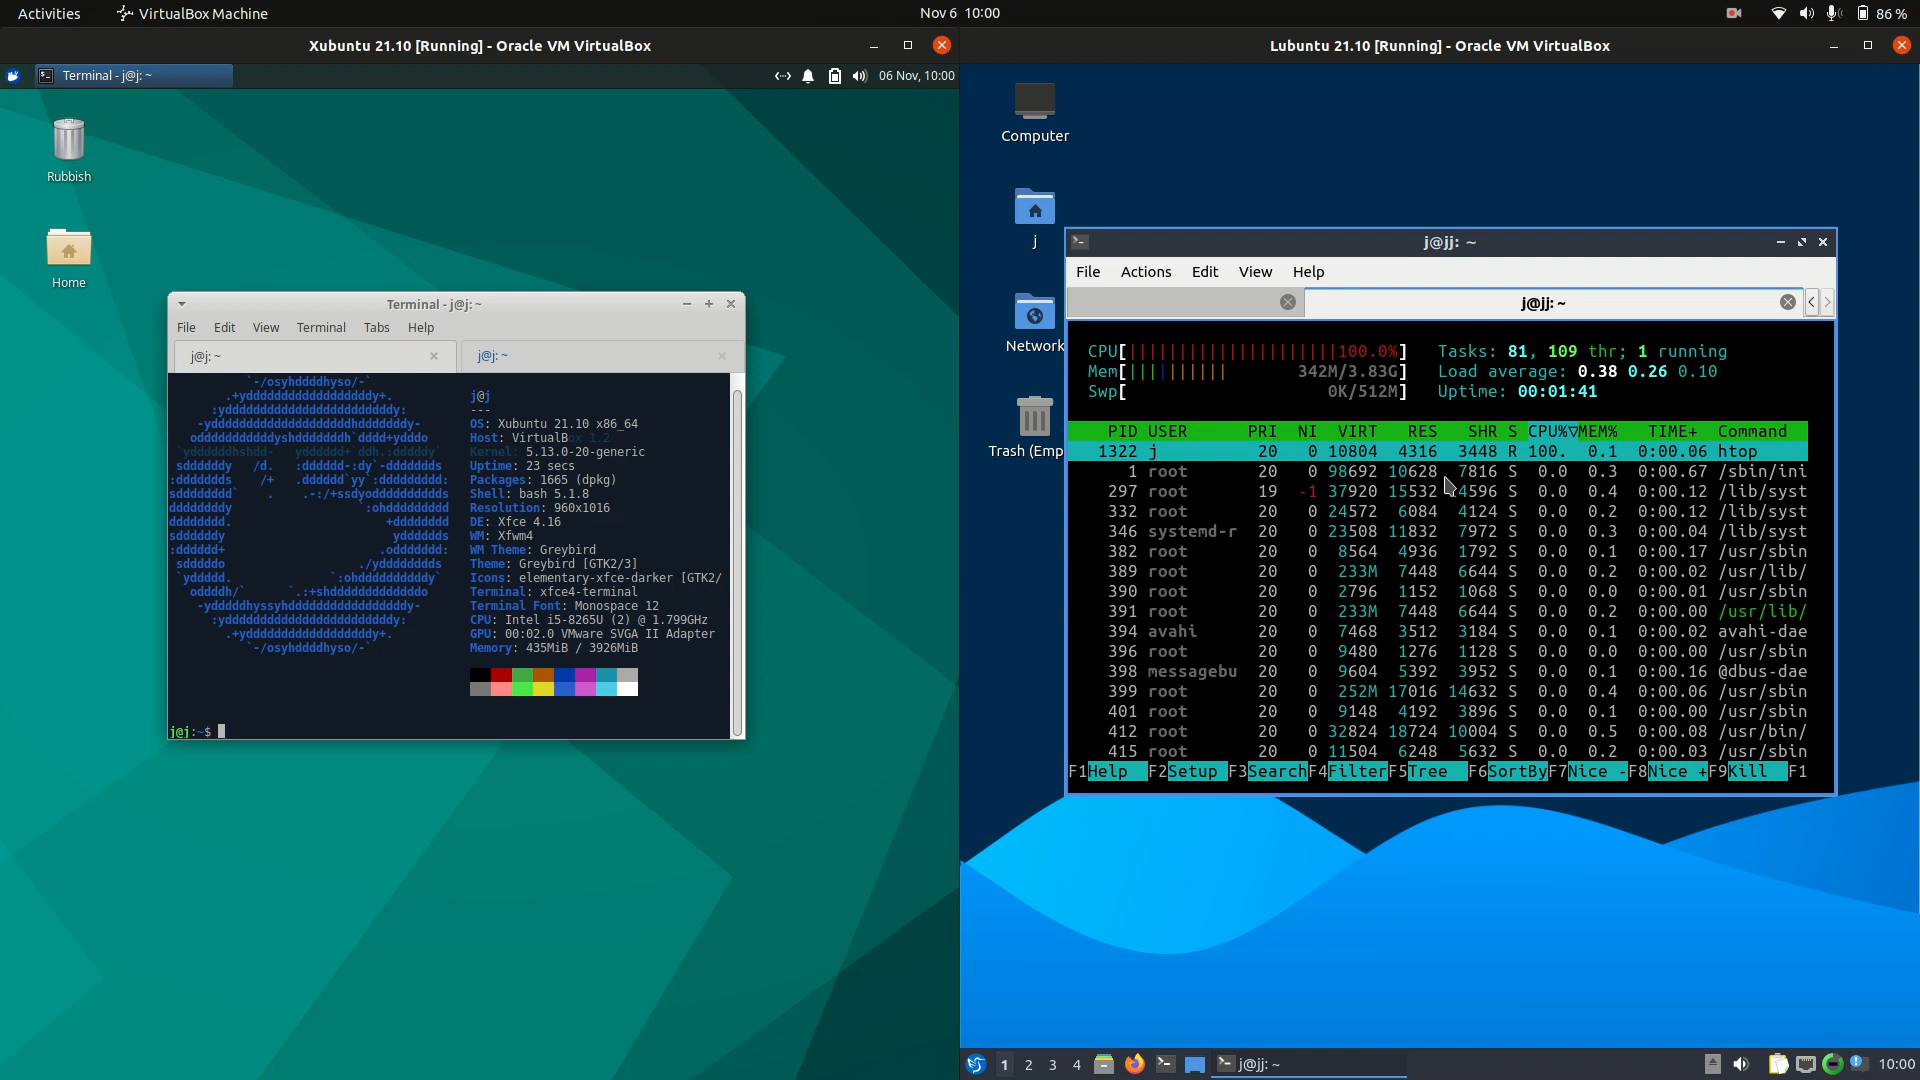 Activities
VirtualBox Machine
Nov 6 10:00
86 %
Xubuntu 21.10 [Running] - Oracle VM VirtualBox
Terminal - j@j: ~
06 Nov, 10:00
Rubbish
Home
Terminal - j@j: ~
File Edit View Terminal Tabs Help
j@j: ~
j@j: ~
`-/osyhddddhyso/-`
j@j
---
OS: Xubuntu 21.10 x86_64
Host: VirtualBox 1.2
Kernel: 5.13.0-20-generic
Uptime: 23 secs
Packages: 1665 (dpkg)
Shell: bash 5.1.8
Resolution: 960x1016
DE: Xfce 4.16
WM: Xfwm4
WM Theme: Greybird
Theme: Greybird [GTK2/3]
Icons: elementary-xfce-darker [GTK2/
Terminal: xfce4-terminal
Terminal Font: Monospace 12
CPU: Intel i5-8265U (2) @ 1.799GHz
GPU: 00:02.0 VMware SVGA II Adapter
Memory: 435MiB / 3926MiB
j@j:~$
Lubuntu 21.10 [Running] - Oracle VM VirtualBox
Computer
j
Network
Trash (Emp
j@jj: ~
File Actions Edit View Help
j@jj: ~
CPU[||||||||||||||||||||||100.0%] Tasks: 81, 109 thr; 1 running
Mem[|||||||||| 342M/3.83G] Load average: 0.38 0.26 0.10
Swp[ 0K/512M] Uptime: 00:01:41
PID USER PRI NI VIRT RES SHR S CPU%▽MEM% TIME+ Command
1322 j 20 0 10804 4316 3448 R 100. 0.1 0:00.06 htop
1 root 20 0 98692 10628 7816 S 0.0 0.3 0:00.67 /sbin/ini
297 root 19 -1 37920 15532 14596 S 0.0 0.4 0:00.12 /lib/syst
332 root 20 0 24572 6084 4124 S 0.0 0.2 0:00.12 /lib/syst
346 systemd-r 20 0 23508 11832 7972 S 0.0 0.3 0:00.04 /lib/syst
382 root 20 0 8564 4936 1792 S 0.0 0.1 0:00.17 /usr/sbin
389 root 20 0 233M 7448 6644 S 0.0 0.2 0:00.02 /usr/lib/
390 root 20 0 2796 1152 1068 S 0.0 0.0 0:00.01 /usr/sbin
391 root 20 0 233M 7448 6644 S 0.0 0.2 0:00.00 /usr/lib/
394 avahi 20 0 7468 3512 3184 S 0.0 0.1 0:00.02 avahi-dae
396 root 20 0 9480 1276 1128 S 0.0 0.0 0:00.00 /usr/sbin
398 messagebu 20 0 9604 5392 3952 S 0.0 0.1 0:00.16 @dbus-dae
399 root 20 0 252M 17016 14632 S 0.0 0.4 0:00.06 /usr/sbin
401 root 20 0 9148 4192 3896 S 0.0 0.1 0:00.00 /usr/sbin
412 root 20 0 32824 18724 10004 S 0.0 0.5 0:00.08 /usr/bin/
415 root 20 0 11504 6248 5632 S 0.0 0.2 0:00.03 /usr/sbin
F1Help F2Setup F3SearchF4FilterF5Tree F6SortByF7Nice -F8Nice +F9Kill F1
1 2 3 4
j@jj: ~
10:00